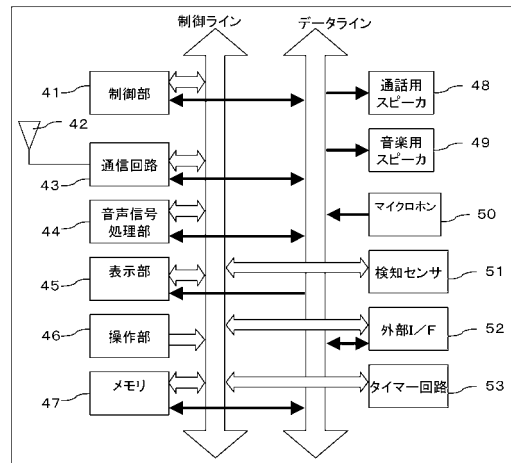 制御ライン
データライン
41
制御部
42
通信回路
43
音声信号
処理部
44
表示部
45
46
操作部
メモリ
47
通話用
スピーカ
48
音楽用
スピーカ
49
マイクロホン
50
検知センサ
51
外部I/F
52
タイマー回路
53